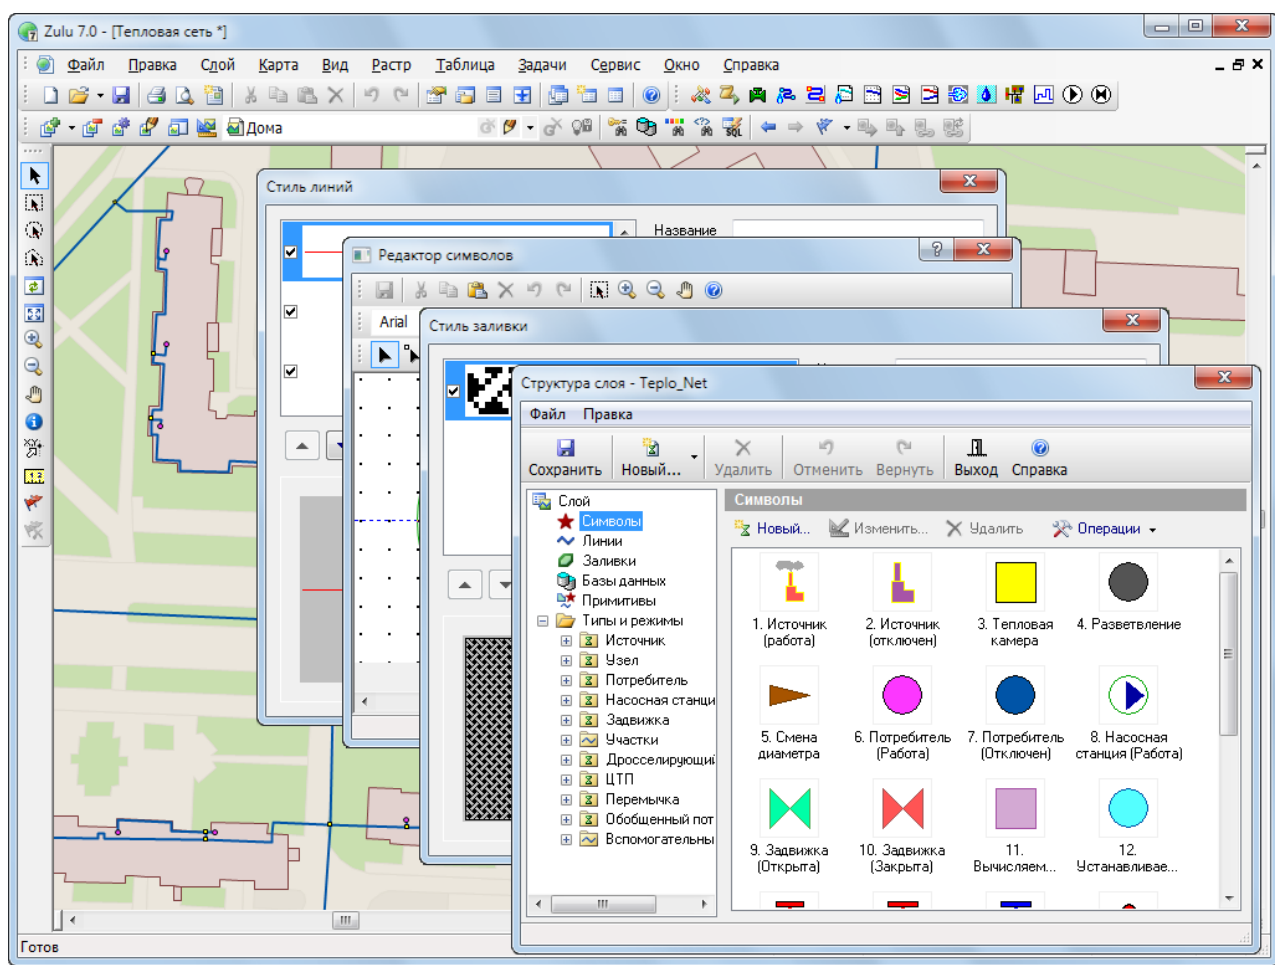 Zulu 7.0 - [Тепловая сеть *]
Файл Правка Слой Карта Вид Растр Таблица Задачи Сервис Окно Справка
Дома
SQL
Стиль линий
Название
Редактор символов
Arial
Стиль заливки
Структура слоя - Teplo_Net
Файл Правка
Сохранить Новый... Удалить Отменить Вернуть Выход Справка
Слой
Символы
Линии
Заливки
Базы данных
Примитивы
Типы и режимы
Источник
Узел
Потребитель
Насосная станци
Задвижка
Участки
Дросселирующий
ЦТП
Перемычка
Обобщенный пот
Вспомогательны
Символы
Новый... Изменить... Удалить Операции
1. Источник
(работа)
2. Источник
(отключен)
3. Тепловая
камера
4. Разветвление
5. Смена
диаметра
6. Потребитель
(Работа)
7. Потребитель
(Отключен)
8. Насосная
станция (Работа)
9. Задвижка
(Открыта)
10. Задвижка
(Закрыта)
11.
Вычисляем...
12.
Устанавливае...
Готов